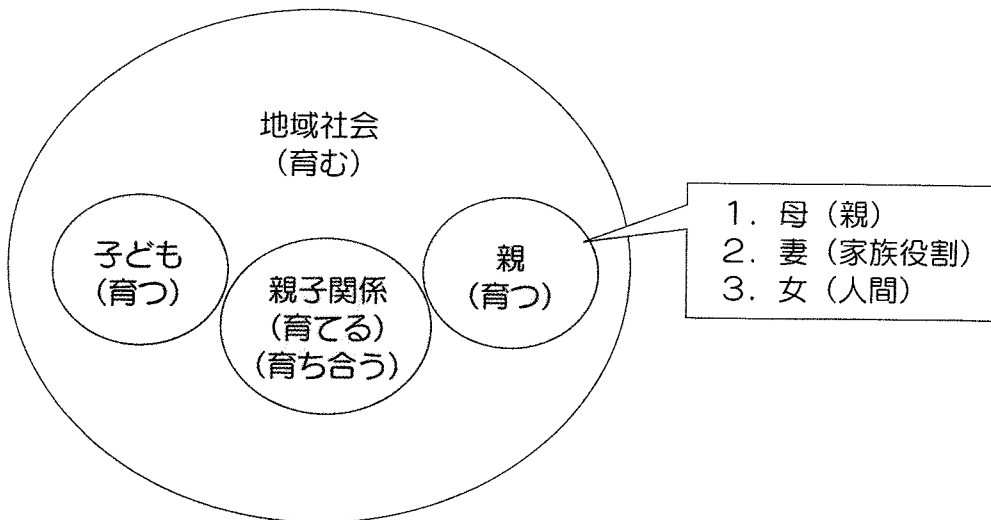 地域社会
（育む）
子ども
（育つ）
親子関係
（育てる）
（育ち合う）
親
（育つ）
1. 母（親）
2. 妻（家族役割）
3. 女（人間）